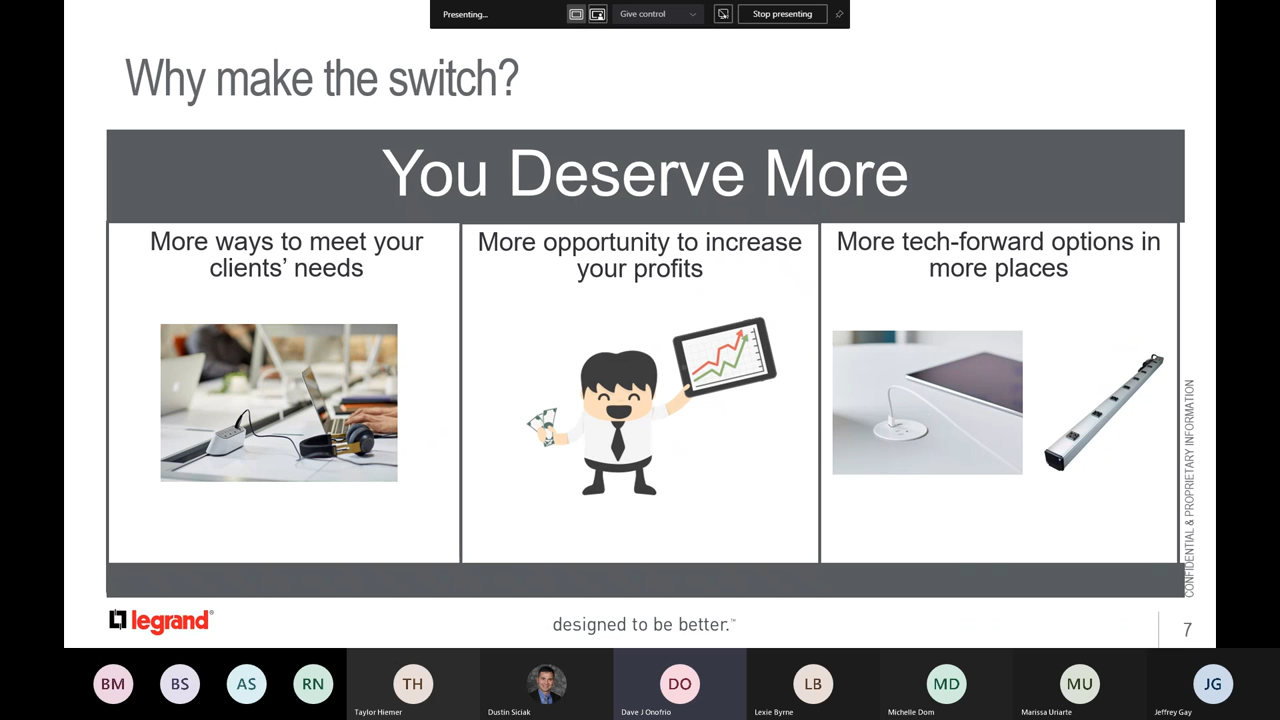 Presenting...
Give control
Stop presenting
Why make the switch?
You Deserve More
More ways to meet your
clients’ needs
More opportunity to increase
your profits
More tech-forward options in
more places
CONFIDENTIAL & PROPRIETARY INFORMATION
legrand®
designed to be better.™
7
BM
BS
AS
RN
TH
DO
LB
MD
MU
JG
Taylor Hiemer
Dustin Siciak
Dave J Onofrio
Lexie Byrne
Michelle Dom
Marissa Uriarte
Jeffrey Gay